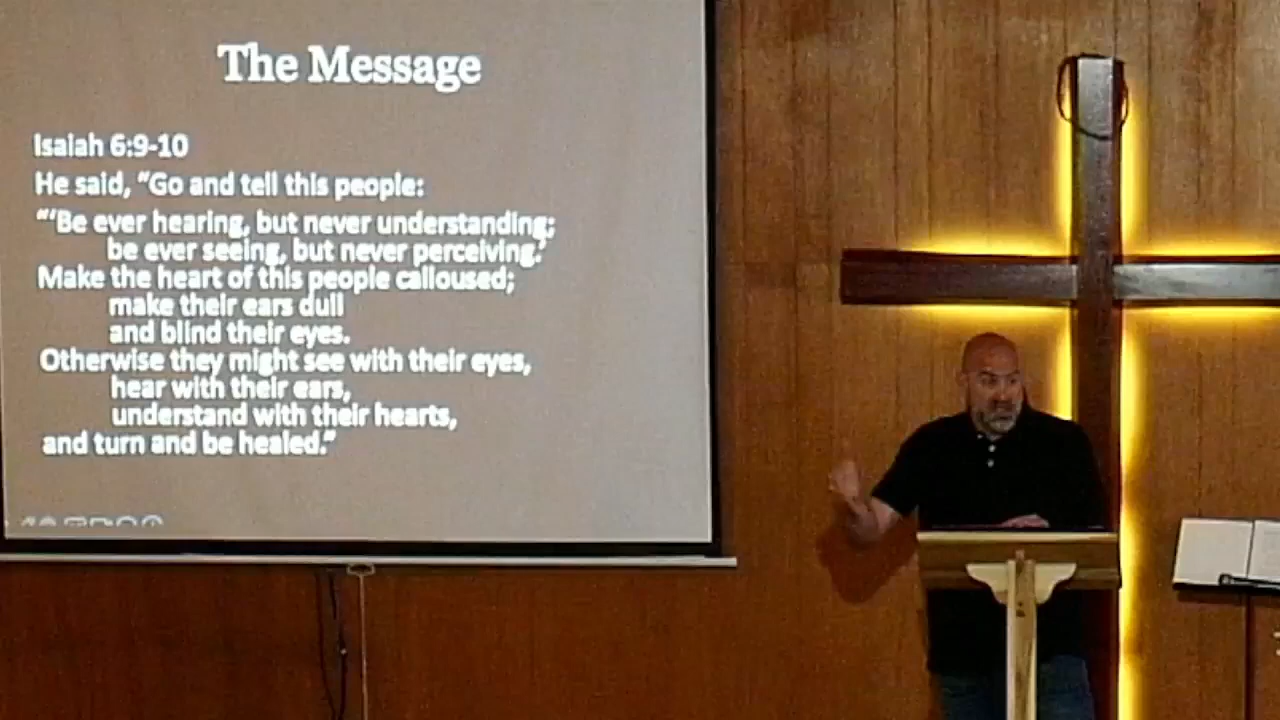 The Message
Isaiah 6:9-10
He said, “Go and tell this people:
“‘Be ever hearing, but never understanding;
be ever seeing, but never perceiving.’
Make the heart of this people calloused;
make their ears dull
and blind their eyes.
Otherwise they might see with their eyes,
hear with their ears,
understand with their hearts,
and turn and be healed.”